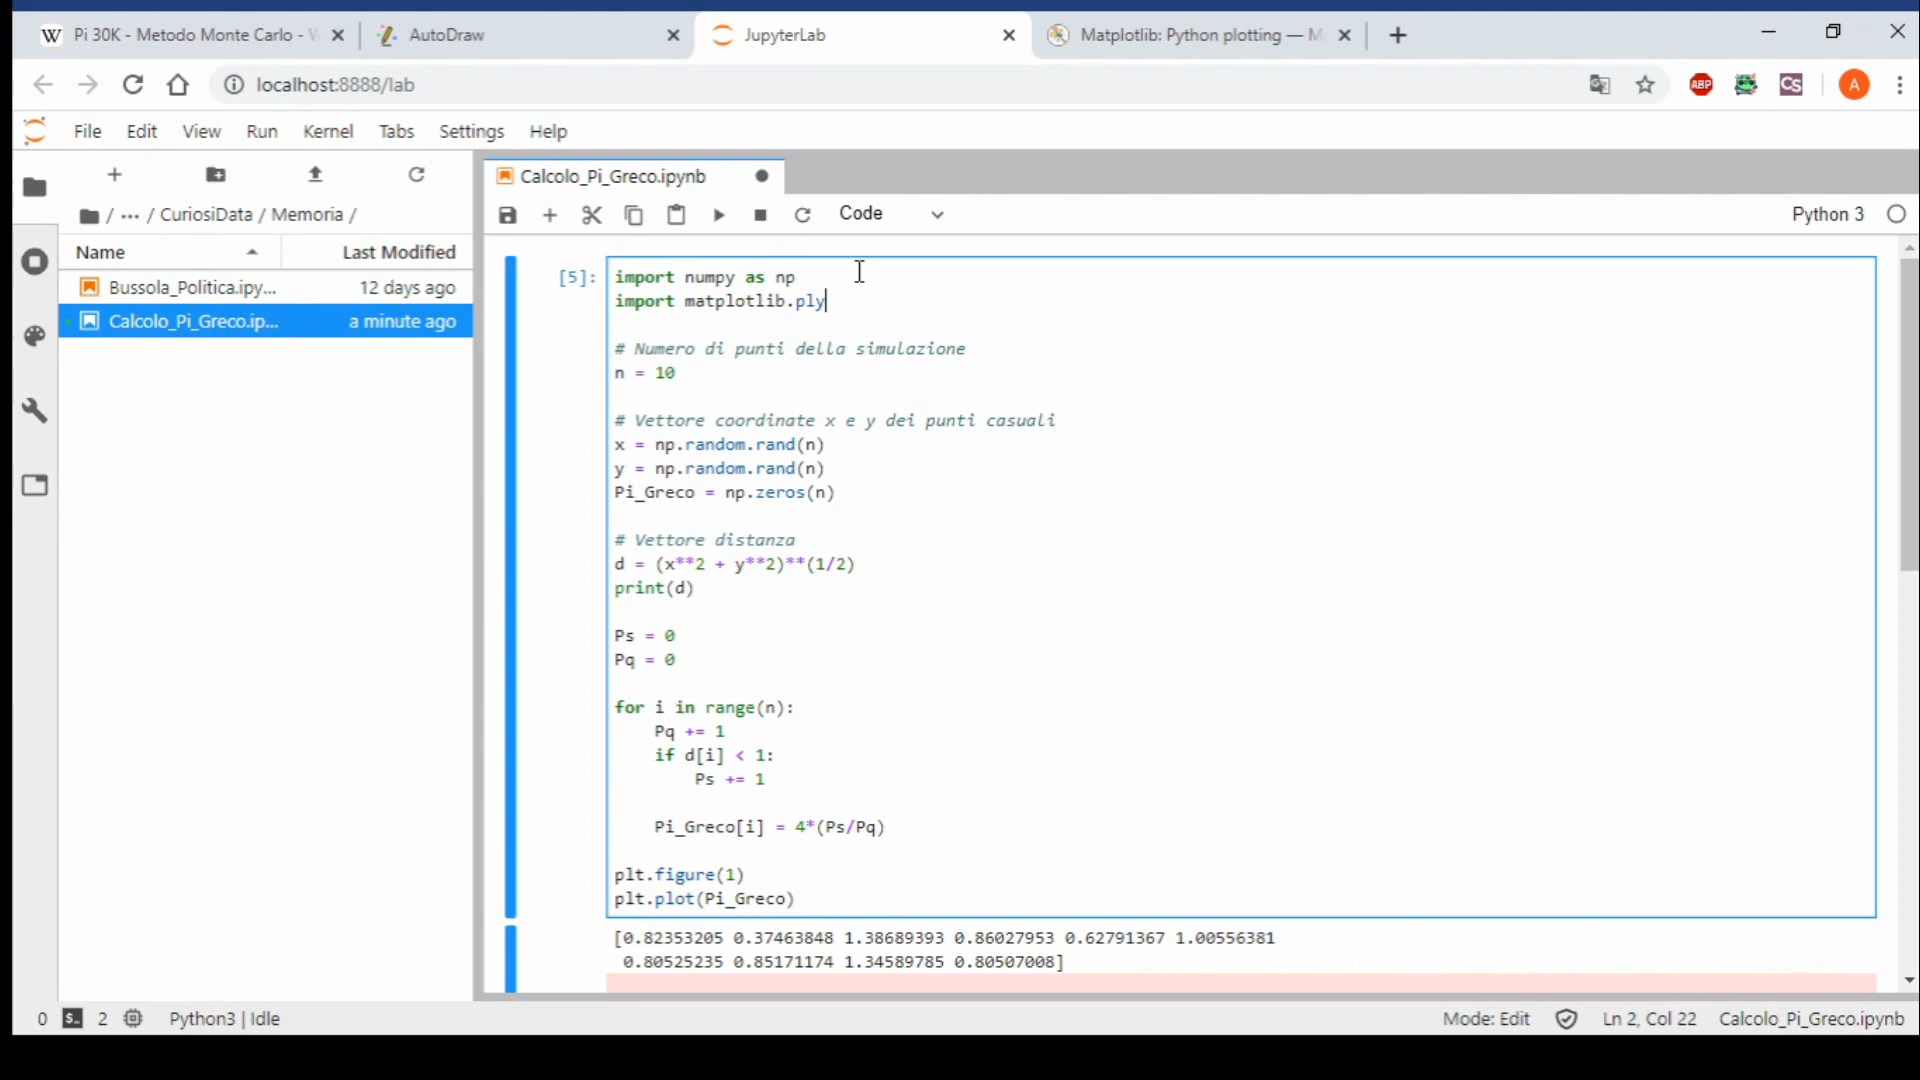 Pi 30K - Metodo Monte Carlo -
AutoDraw
JupyterLab
Matplotlib: Python plotting — M
localhost:8888/lab
ABP
CS
A
File Edit View Run Kernel Tabs Settings Help
/ ··· / CuriosiData / Memoria /
Name Last Modified
Bussola_Politica.ipy... 12 days ago
Calcolo_Pi_Greco.ip... a minute ago
Calcolo_Pi_Greco.ipynb
Code
Python 3
[5]:
import numpy as np
import matplotlib.ply
# Numero di punti della simulazione
n = 10
# Vettore coordinate x e y dei punti casuali
x = np.random.rand(n)
y = np.random.rand(n)
Pi_Greco = np.zeros(n)
# Vettore distanza
d = (x**2 + y**2)**(1/2)
print(d)
Ps = 0
Pq = 0
for i in range(n):
    Pq += 1
    if d[i] < 1:
        Ps += 1
    Pi_Greco[i] = 4*(Ps/Pq)
plt.figure(1)
plt.plot(Pi_Greco)
[0.82353205 0.37463848 1.38689393 0.86027953 0.62791367 1.00556381
 0.80525235 0.85171174 1.34589785 0.80507008]
0 2 Python3 | Idle
Mode: Edit Ln 2, Col 22 Calcolo_Pi_Greco.ipynb